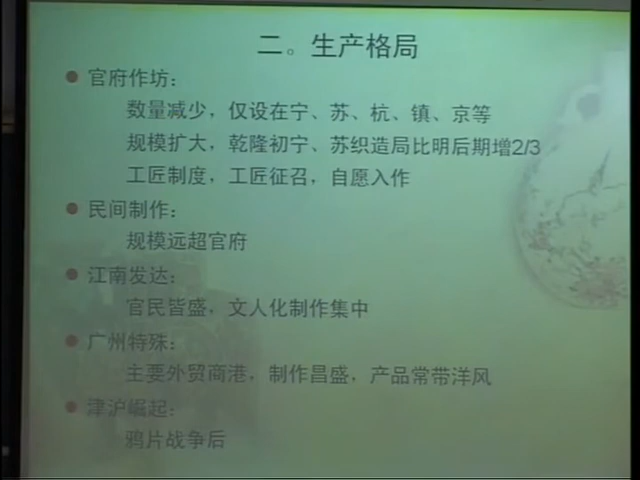 二。生产格局
官府作坊：
数量减少，仅设在宁、苏、杭、镇、京等
规模扩大，乾隆初宁、苏织造局比明后期增2/3
工匠制度，工匠征召，自愿入作
民间制作：
规模远超官府
江南发达：
官民皆盛，文人化制作集中
广州特殊：
主要外贸商港，制作昌盛，产品常带洋风
津沪崛起：
鸦片战争后